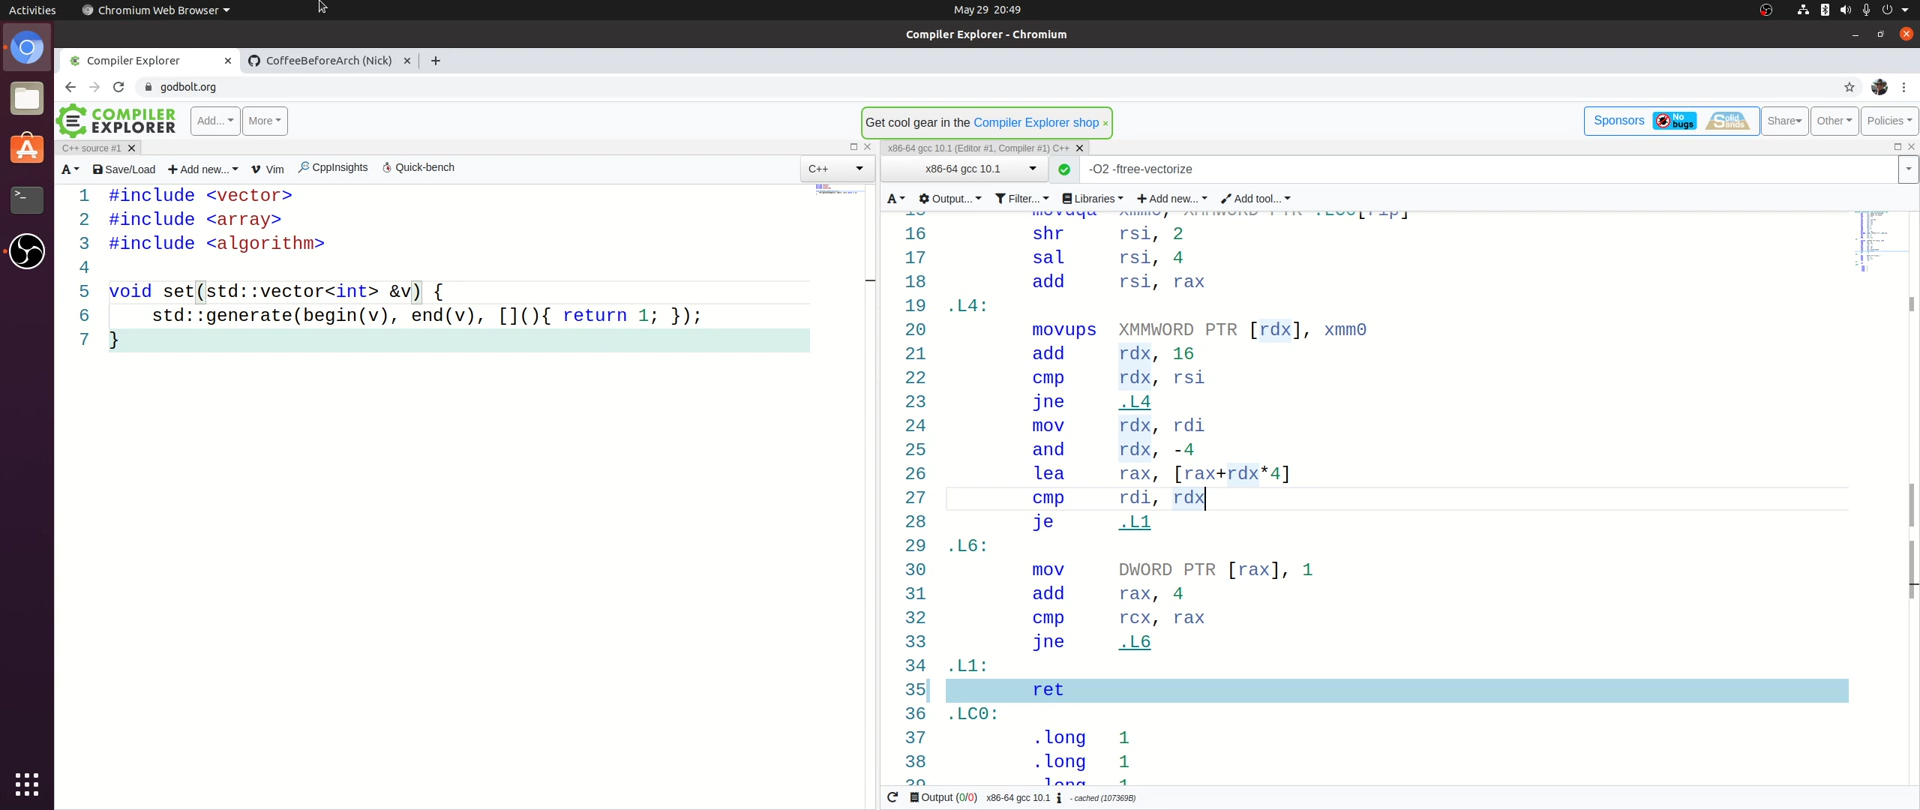 Activities
Chromium Web Browser
May 29 20:49
Compiler Explorer - Chromium
Compiler Explorer
CoffeeBeforeArch (Nick)
godbolt.org
COMPILER
EXPLORER
Add...
More
Get cool gear in the Compiler Explorer shop
Sponsors
No bugs
Solid Sands
Share
Other
Policies
C++ source #1
A
Save/Load
Add new...
Vim
CppInsights
Quick-bench
C++
1 #include <vector>
2 #include <array>
3 #include <algorithm>
4
5 void set(std::vector<int> &v) {
6 std::generate(begin(v), end(v), [](){ return 1; });
7 }
x86-64 gcc 10.1 (Editor #1, Compiler #1) C++
x86-64 gcc 10.1
-O2 -ftree-vectorize
A
Output...
Filter...
Libraries
Add new...
Add tool...
16 shr rsi, 2
17 sal rsi, 4
18 add rsi, rax
19 .L4:
20 movups XMMWORD PTR [rdx], xmm0
21 add rdx, 16
22 cmp rdx, rsi
23 jne .L4
24 mov rdx, rdi
25 and rdx, -4
26 lea rax, [rax+rdx*4]
27 cmp rdi, rdx
28 je .L1
29 .L6:
30 mov DWORD PTR [rax], 1
31 add rax, 4
32 cmp rcx, rax
33 jne .L6
34 .L1:
35 ret
36 .LC0:
37 .long 1
38 .long 1
39 .long 1
Output (0/0) x86-64 gcc 10.1 i - cached (107369B)